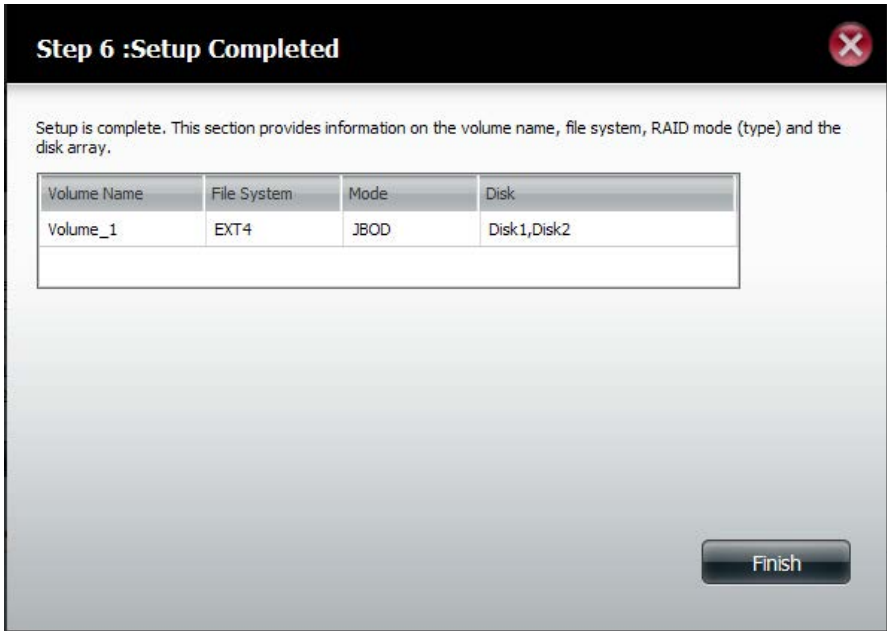 Step 6 :Setup Completed
Setup is complete. This section provides information on the volume name, file system, RAID mode (type) and the
disk array.
Volume Name File System Mode Disk
Volume_1 EXT4 JBOD Disk1,Disk2
Finish